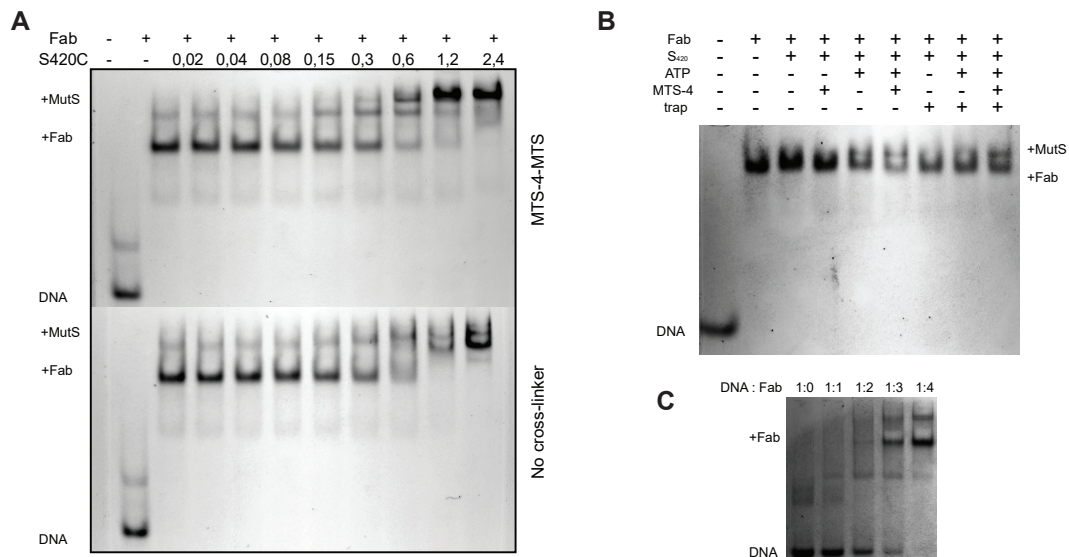 A
Fab - + + + + + + + + + +
S420C - - 0,02 0,04 0,08 0,15 0,3 0,6 1,2 2,4
+MutS
+Fab
DNA
MTS-4-MTS
+MutS
+Fab
DNA
No cross-linker
B
Fab - + + + + + + + +
S₄₂₀ - - + + + + + + +
ATP - - - - + + - + +
MTS-4 - - - + - + - - +
trap - - - - - - + + +
+MutS
+Fab
DNA
C
DNA : Fab 1:0 1:1 1:2 1:3 1:4
+Fab
DNA